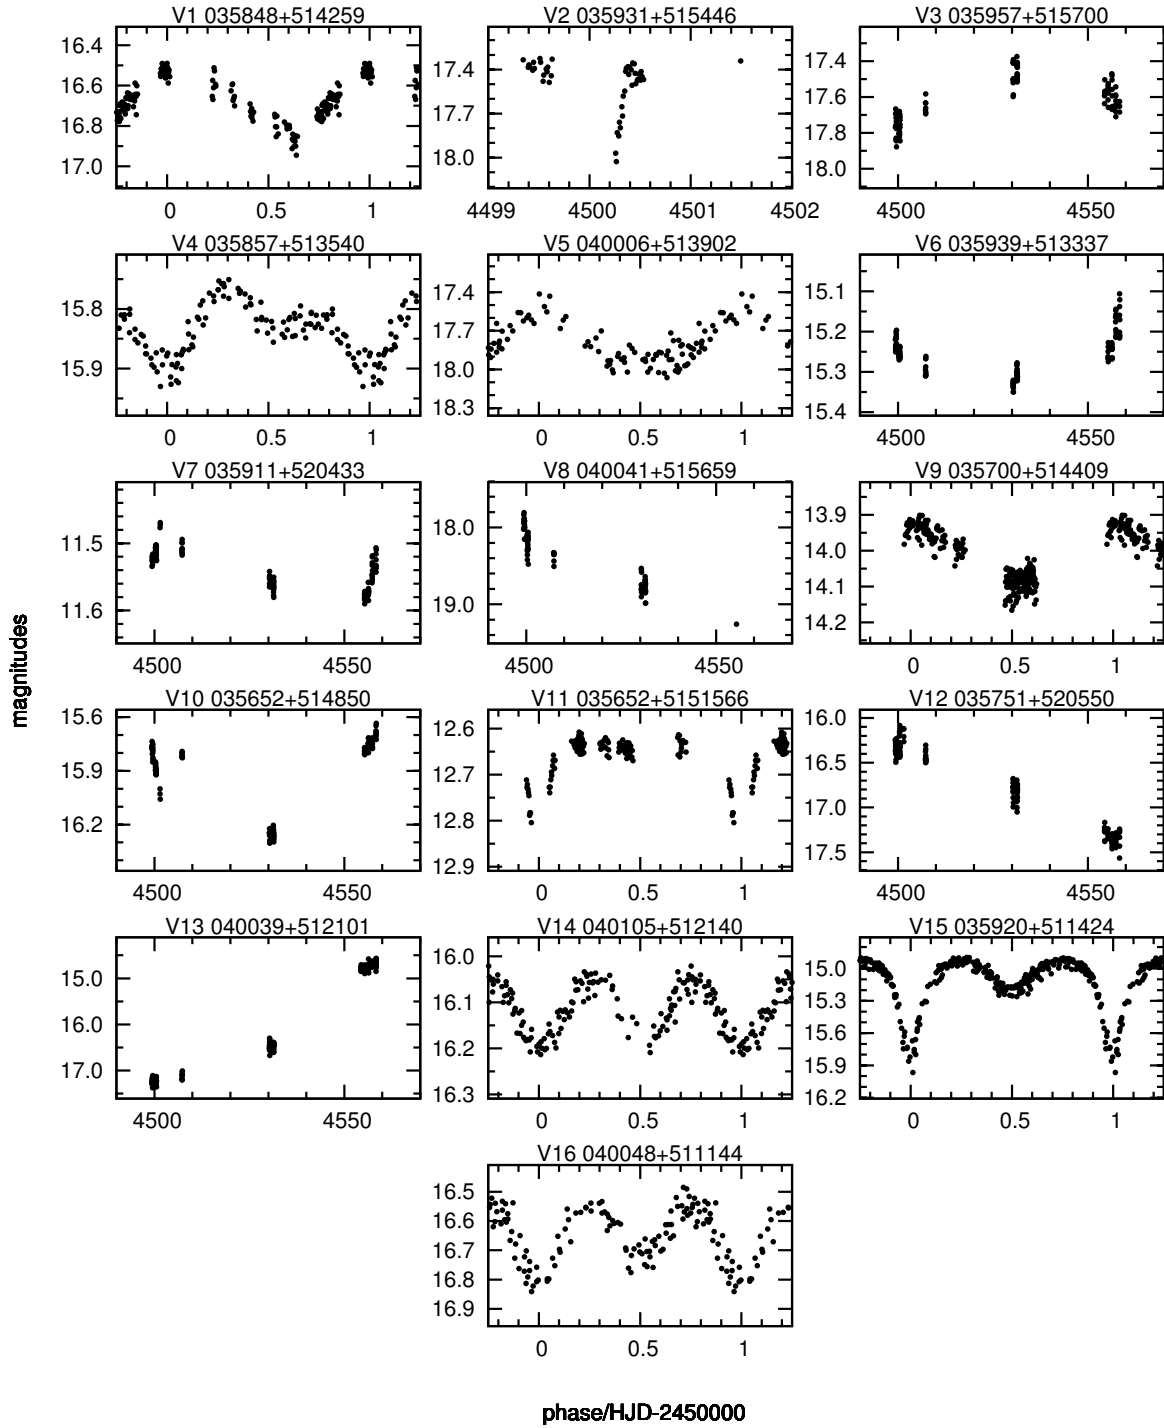 V1 035848+514259
V2 035931+515446
V3 035957+515700
16.4
16.6
16.8
17.0
0 0.5 1
17.4
17.7
18.0
4499 4500 4501 4502
17.4
17.6
17.8
18.0
4500 4550
V4 035857+513540
V5 040006+513902
V6 035939+513337
15.8
15.9
0 0.5 1
17.4
17.7
18.0
18.3
0 0.5 1
15.1
15.2
15.3
15.4
4500 4550
V7 035911+520433
V8 040041+515659
V9 035700+514409
11.5
11.6
4500 4550
18.0
19.0
4500 4550
13.9
14.0
14.1
14.2
0 0.5 1
magnitudes
V10 035652+514850
V11 035652+5151566
V12 035751+520550
15.6
15.9
16.2
4500 4550
12.6
12.7
12.8
12.9
0 0.5 1
16.0
16.5
17.0
17.5
4500 4550
V13 040039+512101
V14 040105+512140
V15 035920+511424
15.0
16.0
17.0
4500 4550
16.0
16.1
16.2
16.3
0 0.5 1
15.0
15.3
15.6
15.9
16.2
0 0.5 1
V16 040048+511144
16.5
16.6
16.7
16.8
16.9
0 0.5 1
phase/HJD-2450000